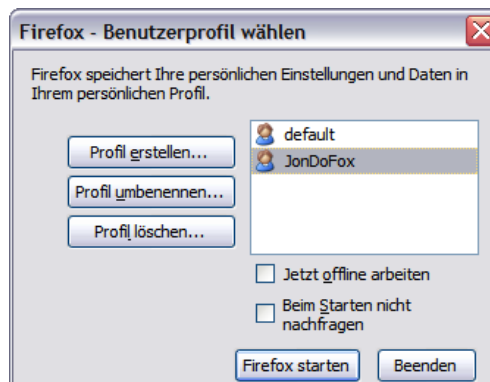 Firefox - Benutzerprofil wählen
Firefox speichert Ihre persönlichen Einstellungen und Daten in
Ihrem persönlichen Profil.
Profil erstellen...
Profil umbenennen...
Profil löschen...
default
JonDoFox
Jetzt offline arbeiten
Beim Starten nicht
nachfragen
Firefox starten
Beenden